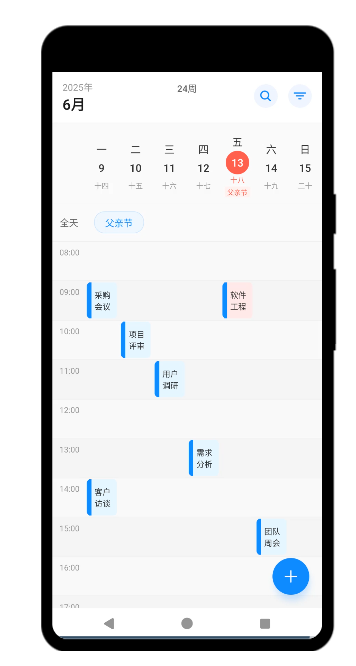 2025年
24周
6月
一 二 三 四 五 六 日
9 10 11 12 13 14 15
十四 十五 十六 十七 十八 十九 二十
父亲节
全天 父亲节
08:00
09:00
采购
会议
软件
工程
10:00
项目
评审
11:00
用户
调研
12:00
13:00
需求
分析
14:00
客户
访谈
15:00
团队
周会
16:00
17:00